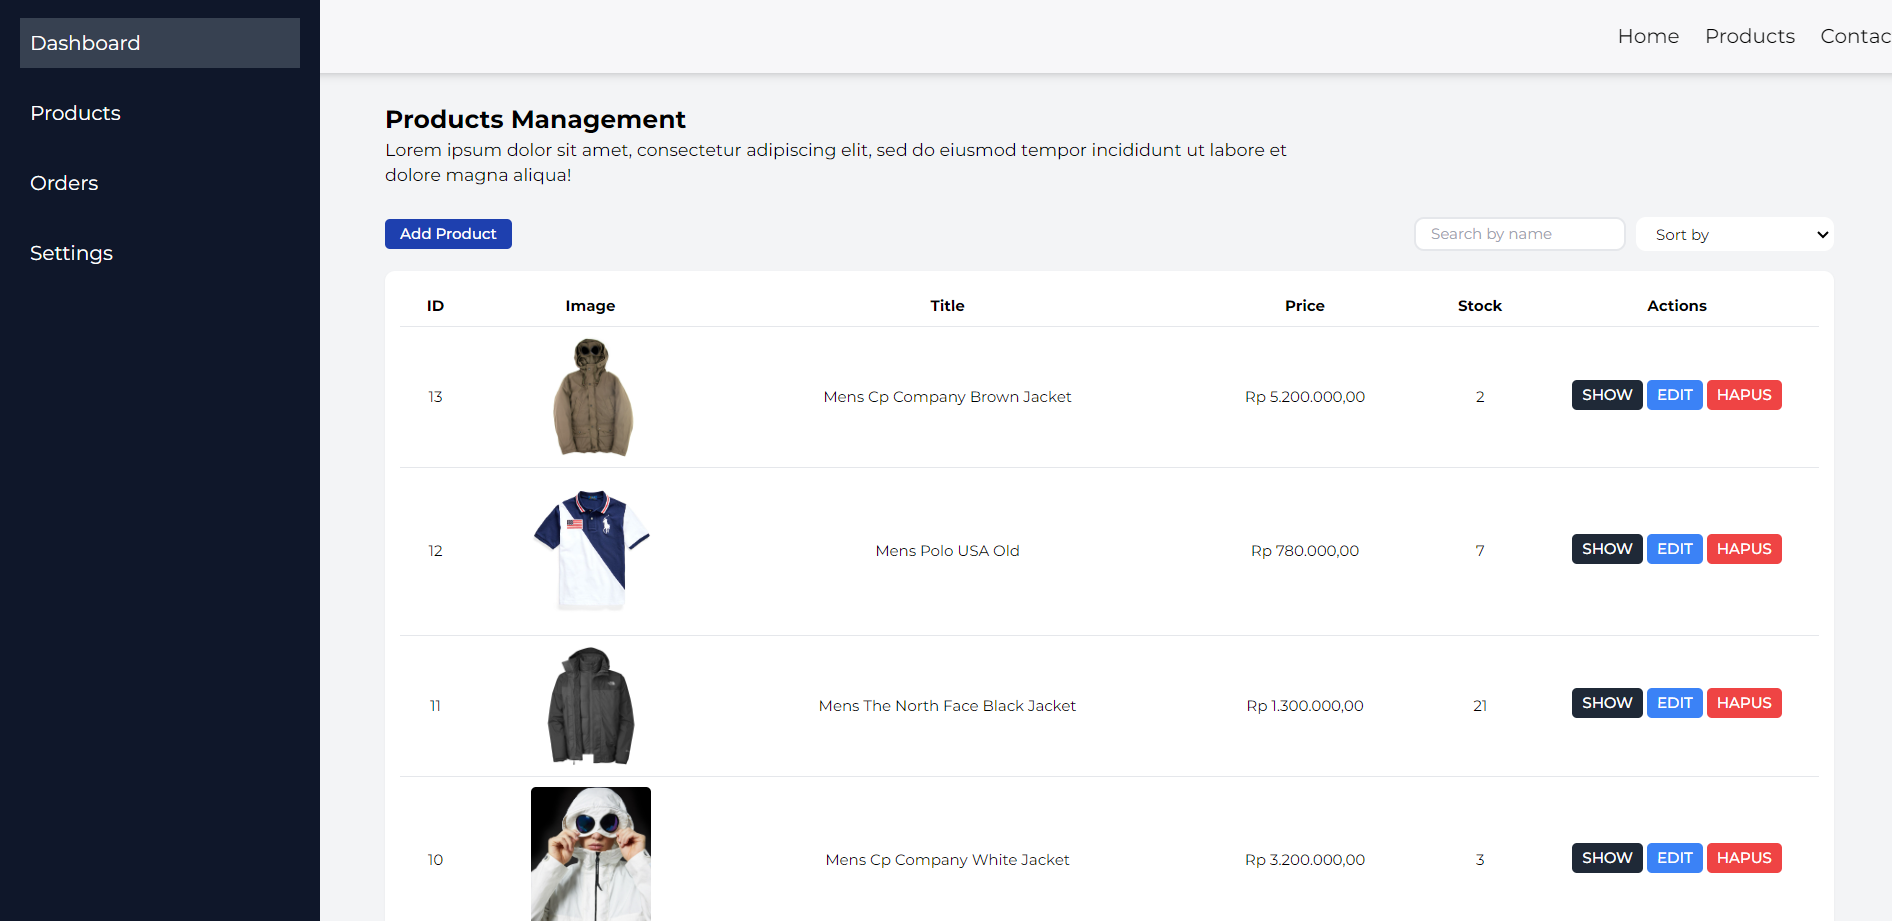 Dashboard
Products
Orders
Settings
Home Products Contac
Products Management
Lorem ipsum dolor sit amet, consectetur adipiscing elit, sed do eiusmod tempor incididunt ut labore et
dolore magna aliqua!
Add Product
Search by name
Sort by
ID Image Title Price Stock Actions
13 Mens Cp Company Brown Jacket Rp 5.200.000,00 2 SHOW EDIT HAPUS
12 Mens Polo USA Old Rp 780.000,00 7 SHOW EDIT HAPUS
11 Mens The North Face Black Jacket Rp 1.300.000,00 21 SHOW EDIT HAPUS
10 Mens Cp Company White Jacket Rp 3.200.000,00 3 SHOW EDIT HAPUS